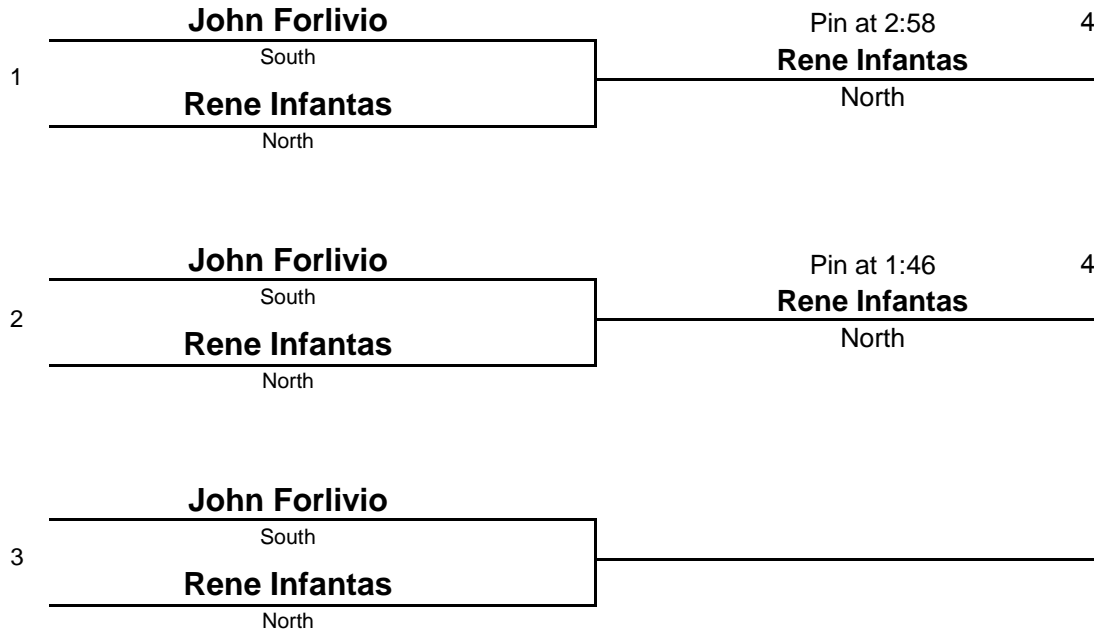 John Forlivio
Pin at 2:58 4
South
Rene Infantas
1
Rene Infantas
North
North
John Forlivio
Pin at 1:46 4
South
Rene Infantas
2
Rene Infantas
North
North
John Forlivio
South
3
Rene Infantas
North